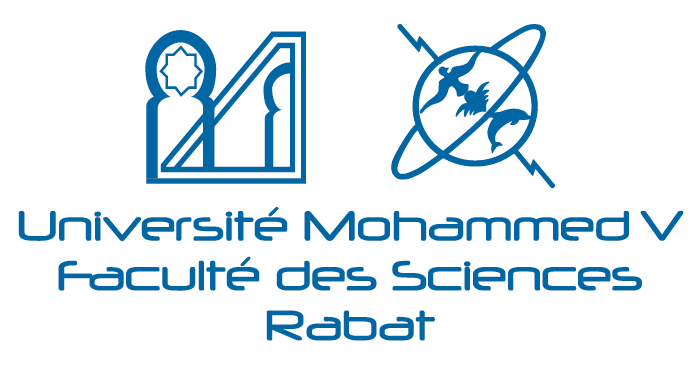 Université Mohammed V
Faculté des Sciences
Rabat